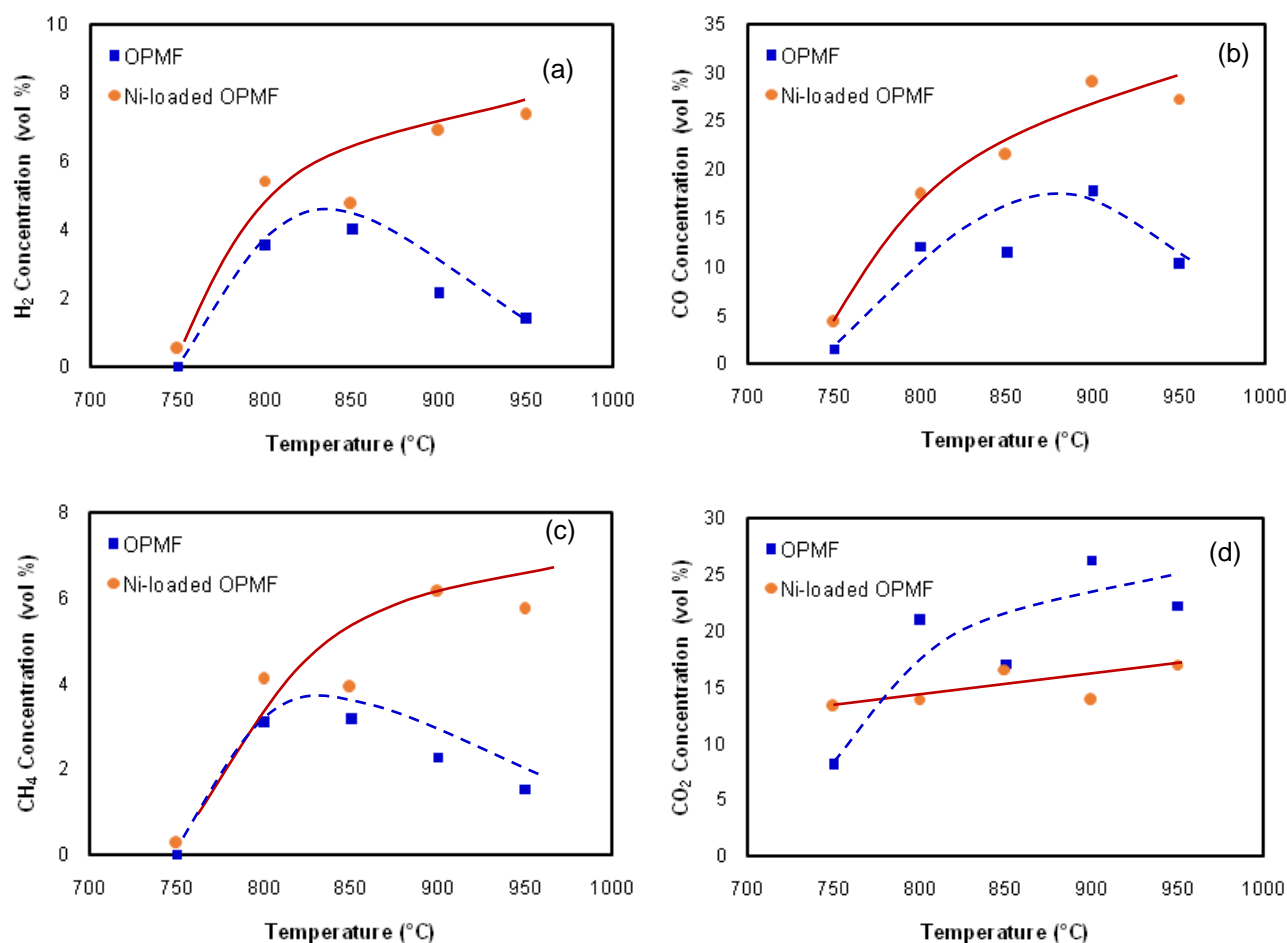 10
8
6
4
2
0
H2 Concentration (vol %)
OPMF
Ni-loaded OPMF
(a)
700 750 800 850 900 950 1000
Temperature (°C)
35
30
25
20
15
10
5
0
CO Concentration (vol %)
OPMF
Ni-loaded OPMF
(b)
700 750 800 850 900 950 1000
Temperature (°C)
8
6
4
2
0
CH4 Concentration (vol %)
OPMF
Ni-loaded OPMF
(c)
700 750 800 850 900 950 1000
Temperature (°C)
30
25
20
15
10
5
0
CO2 Concentration (vol %)
OPMF
Ni-loaded OPMF
(d)
700 750 800 850 900 950 1000
Temperature (°C)